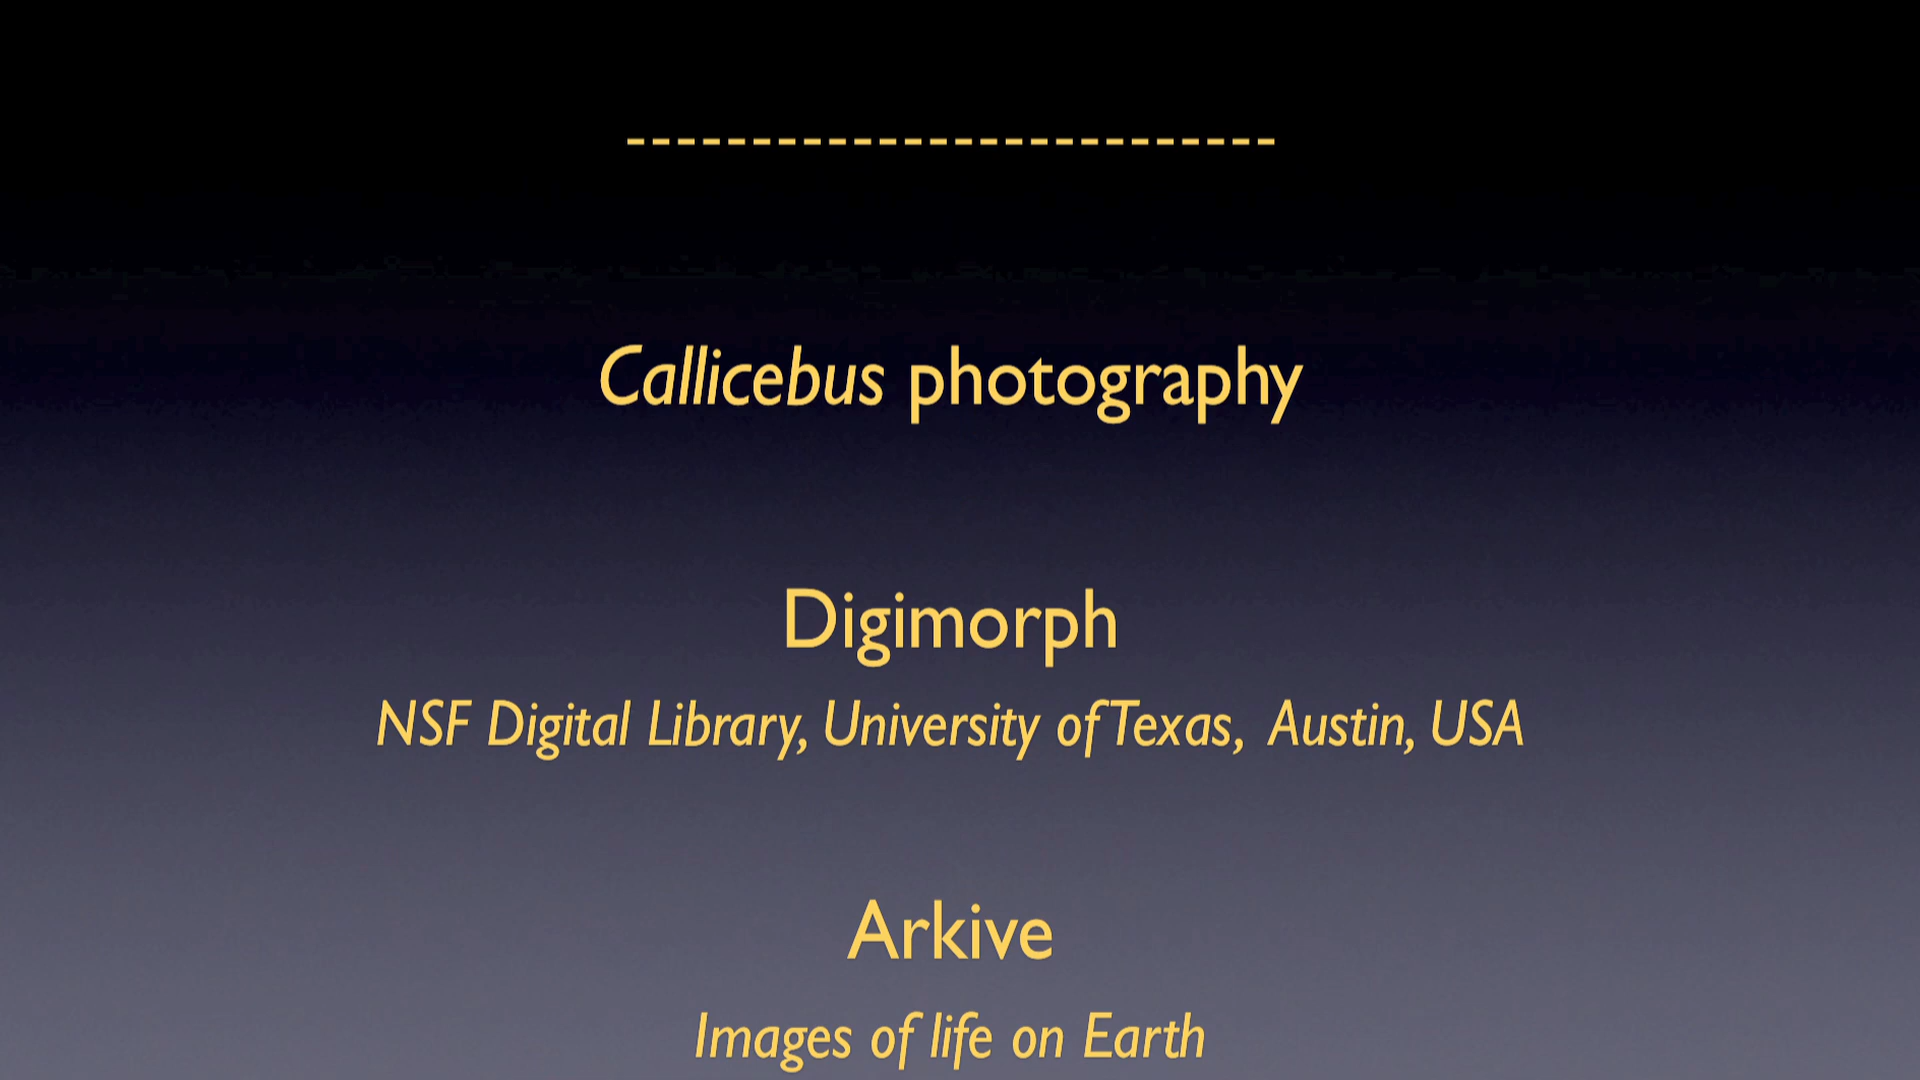 --------------------------
Callicebus photography
Digimorph
NSF Digital Library, University of Texas, Austin, USA
Arkive
Images of life on Earth